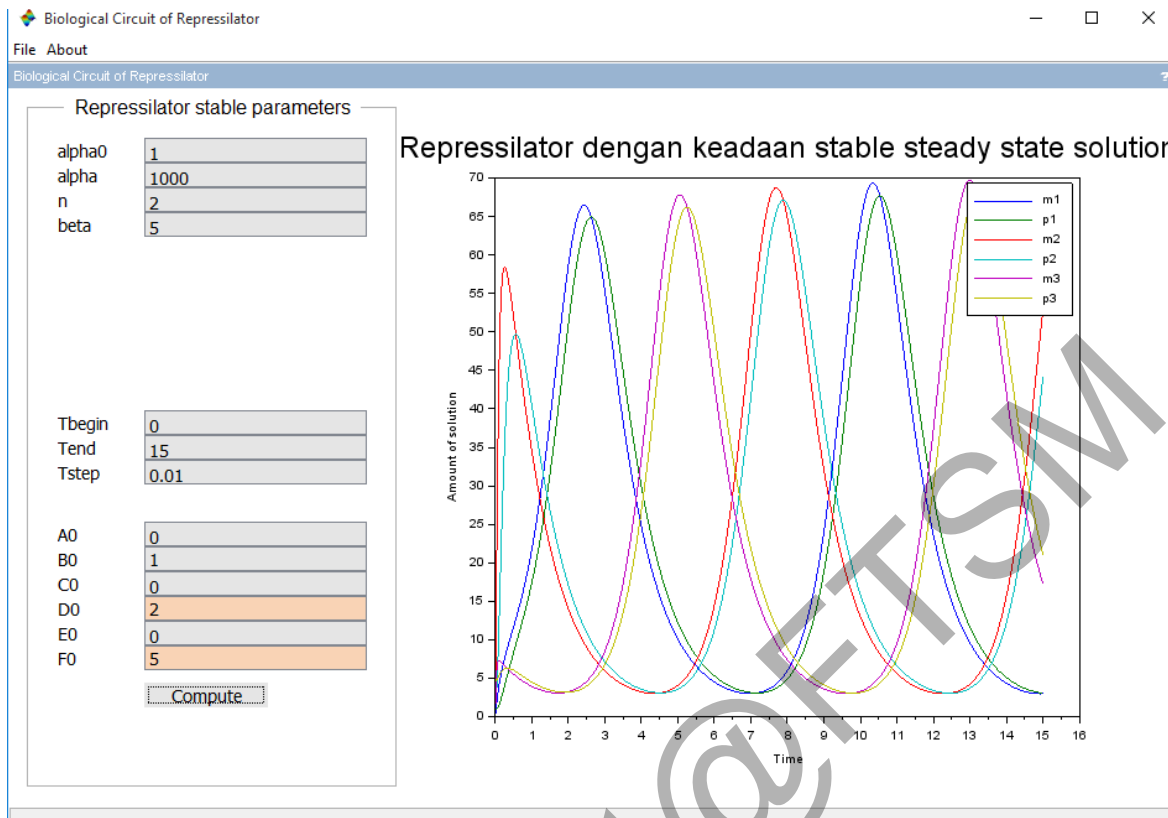 Biological Circuit of Repressilator
File About
Biological Circuit of Repressilator
?
Repressilator stable parameters
alpha0 1
alpha 1000
n 2
beta 5
Tbegin 0
Tend 15
Tstep 0.01
A0 0
B0 1
C0 0
D0 2
E0 0
F0 5
Compute
Repressilator dengan keadaan stable steady state solution
70
65
60
55
50
45
40
35
30
25
20
15
10
5
0
Amount of solution
0 1 2 3 4 5 6 7 8 9 10 11 12 13 14 15 16
Time
m1
p1
m2
p2
m3
p3
@FTSM